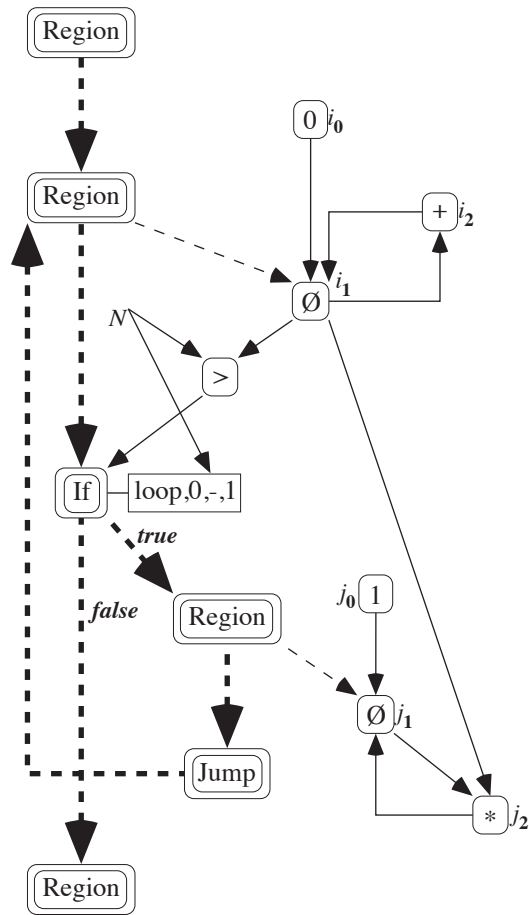 Region
0 i₀
Region
+ i₂
i₁
Ø
N
>
If
loop,0,-,1
true
false
j₀ 1
Region
Ø j₁
Jump
* j₂
Region